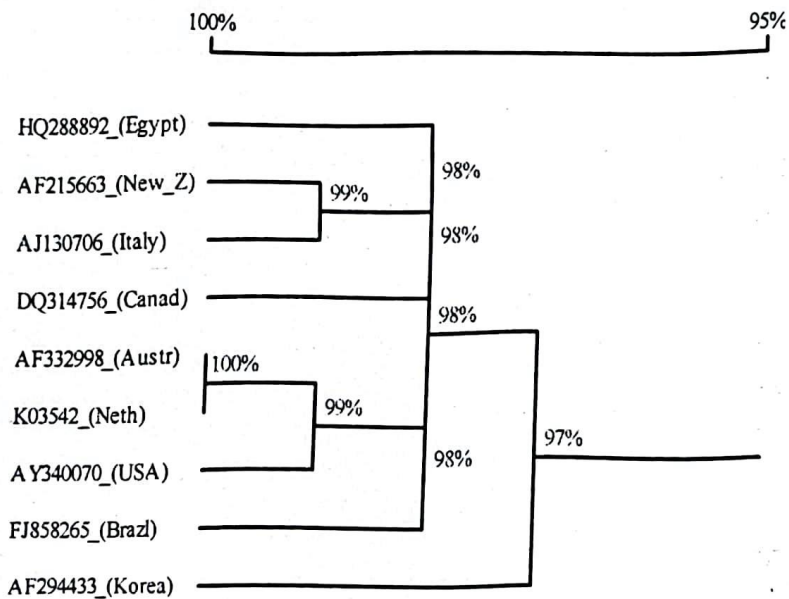 100% 95%
HQ288892_(Egypt)
98%
AF215663_(New_Z)
99%
98%
AJ130706_(Italy)
DQ314756_(Canad)
98%
AF332998_(Austr)
100%
K03542_(Neth)
99%
97%
98%
AY340070_(USA)
FJ858265_(Brazl)
AF294433_(Korea)